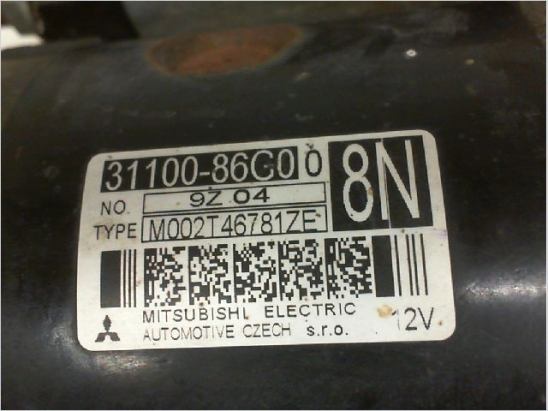 31100-86G00 8N
NO. 9Z 04
TYPE M002T46781ZE
MITSUBISHI ELECTRIC
AUTOMOTIVE CZECH s.r.o. 12V